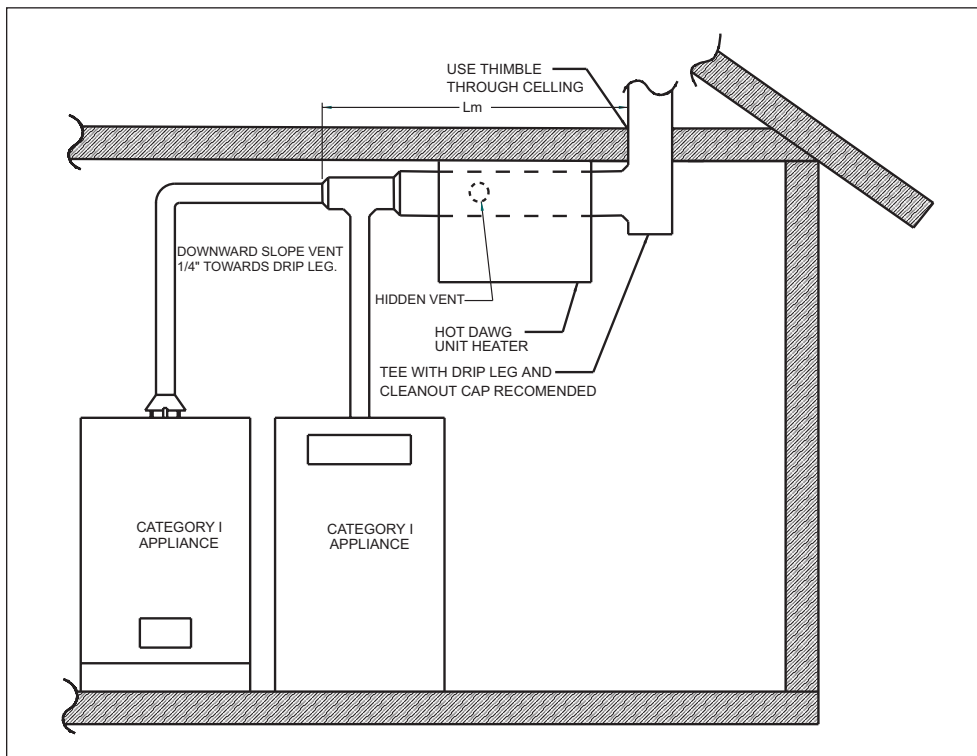 USE THIMBLE
THROUGH CELLING
Lm
DOWNWARD SLOPE VENT
1/4" TOWARDS DRIP LEG.
HIDDEN VENT
HOT DAWG
UNIT HEATER
TEE WITH DRIP LEG AND
CLEANOUT CAP RECOMENDED
CATEGORY I
APPLIANCE
CATEGORY I
APPLIANCE